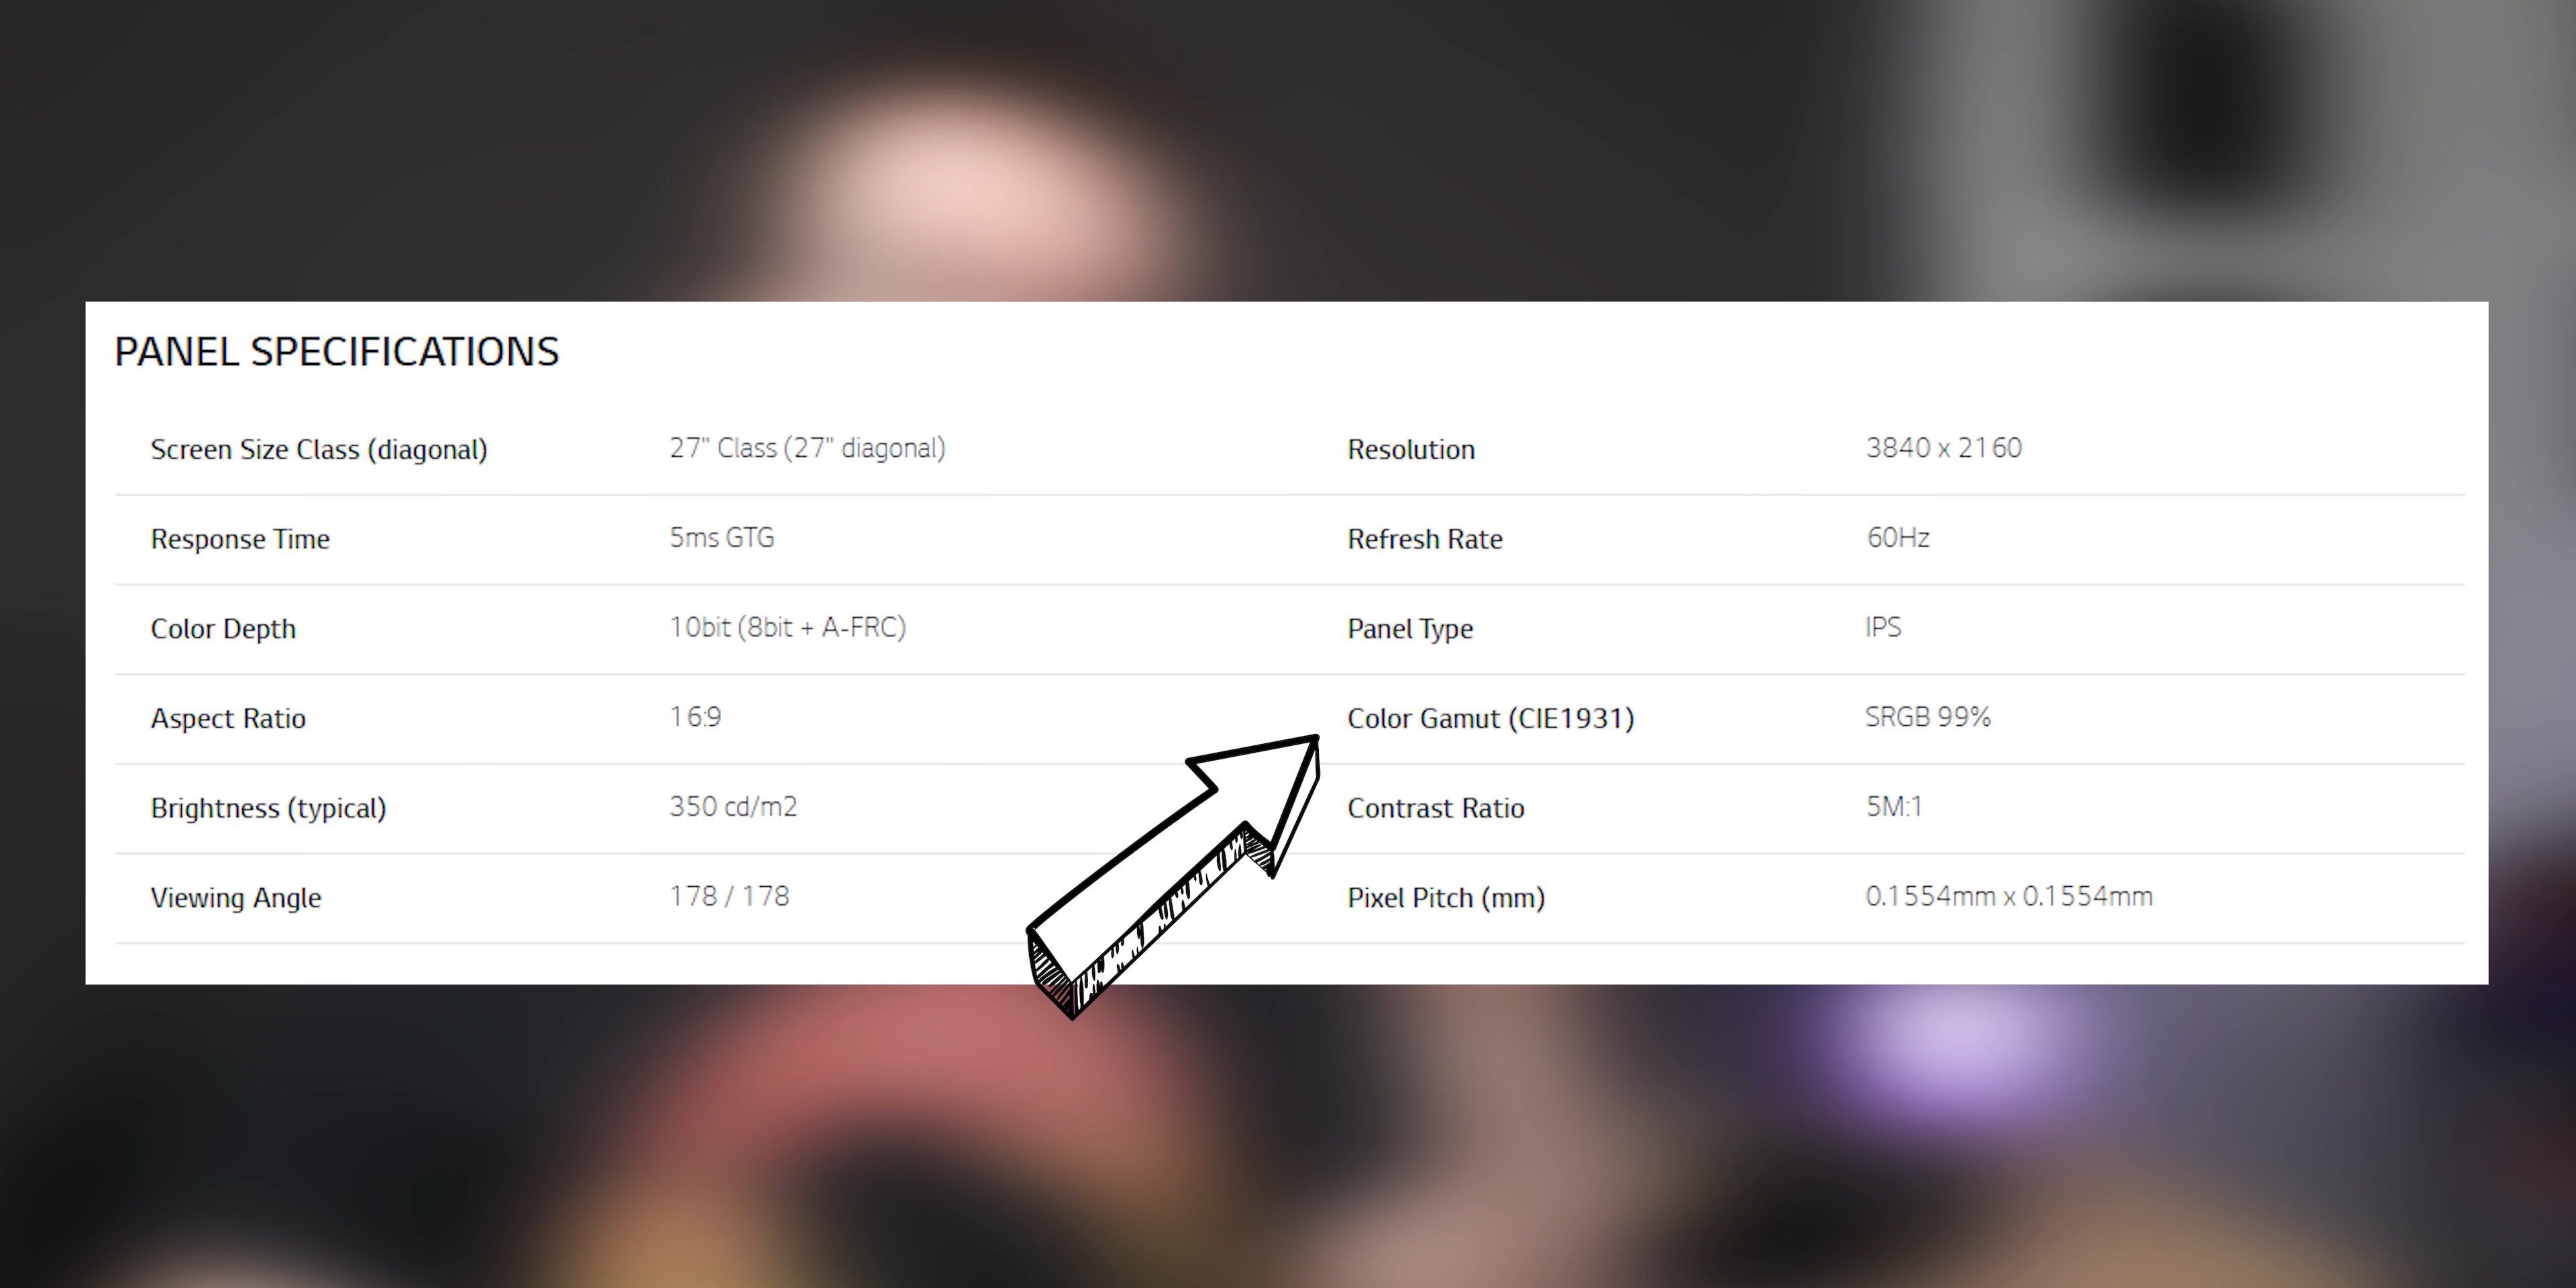 PANEL SPECIFICATIONS
Screen Size Class (diagonal) 27" Class (27" diagonal) Resolution 3840 x 2160
Response Time 5ms GTG Refresh Rate 60Hz
Color Depth 10bit (8bit + A-FRC) Panel Type IPS
Aspect Ratio 16:9 Color Gamut (CIE1931) SRGB 99%
Brightness (typical) 350 cd/m2 Contrast Ratio 5M:1
Viewing Angle 178 / 178 Pixel Pitch (mm) 0.1554mm x 0.1554mm